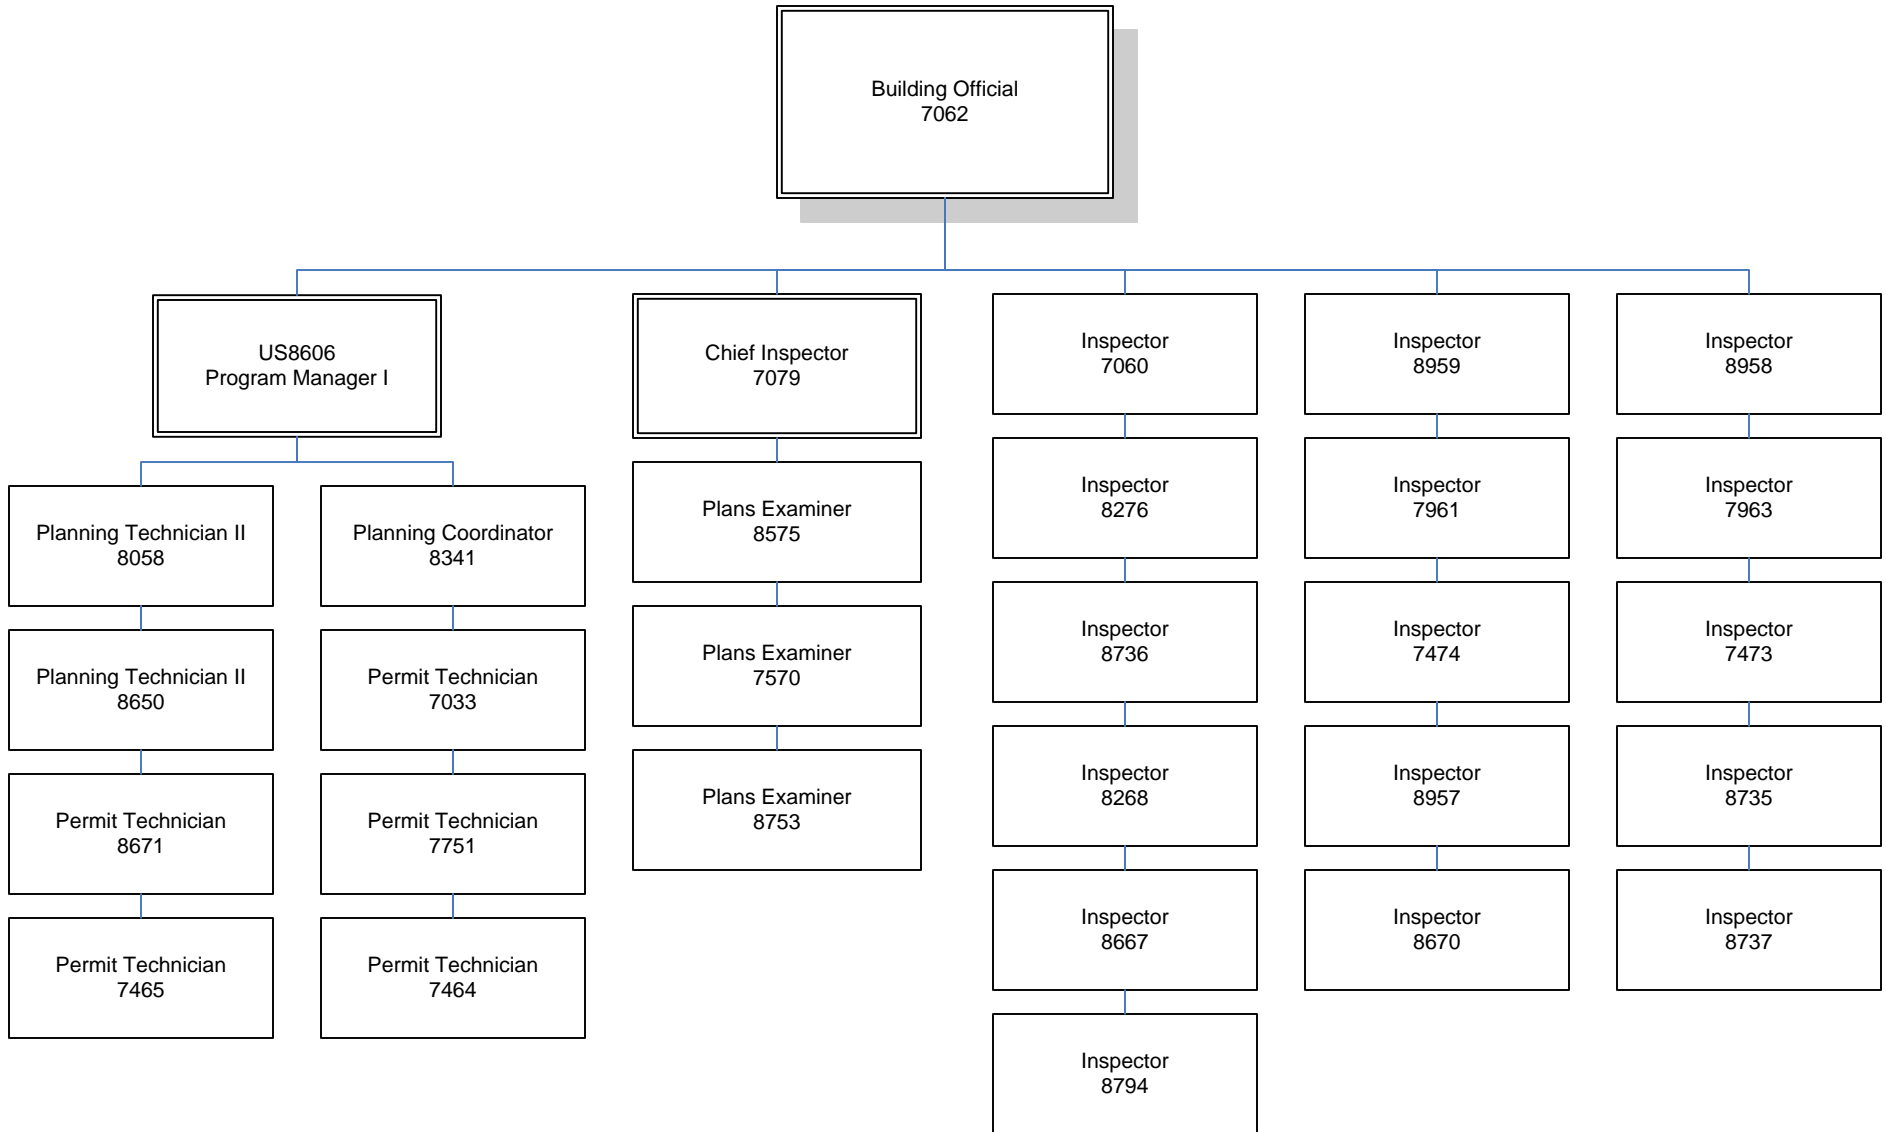 Building Official
7062
US8606
Program Manager I
Planning Technician II
8058
Planning Technician II
8650
Permit Technician
8671
Permit Technician
7465
Planning Coordinator
8341
Permit Technician
7033
Permit Technician
7751
Permit Technician
7464
Chief Inspector
7079
Plans Examiner
8575
Plans Examiner
7570
Plans Examiner
8753
Inspector
7060
Inspector
8276
Inspector
8736
Inspector
8268
Inspector
8667
Inspector
8794
Inspector
8959
Inspector
7961
Inspector
7474
Inspector
8957
Inspector
8670
Inspector
8958
Inspector
7963
Inspector
7473
Inspector
8735
Inspector
8737